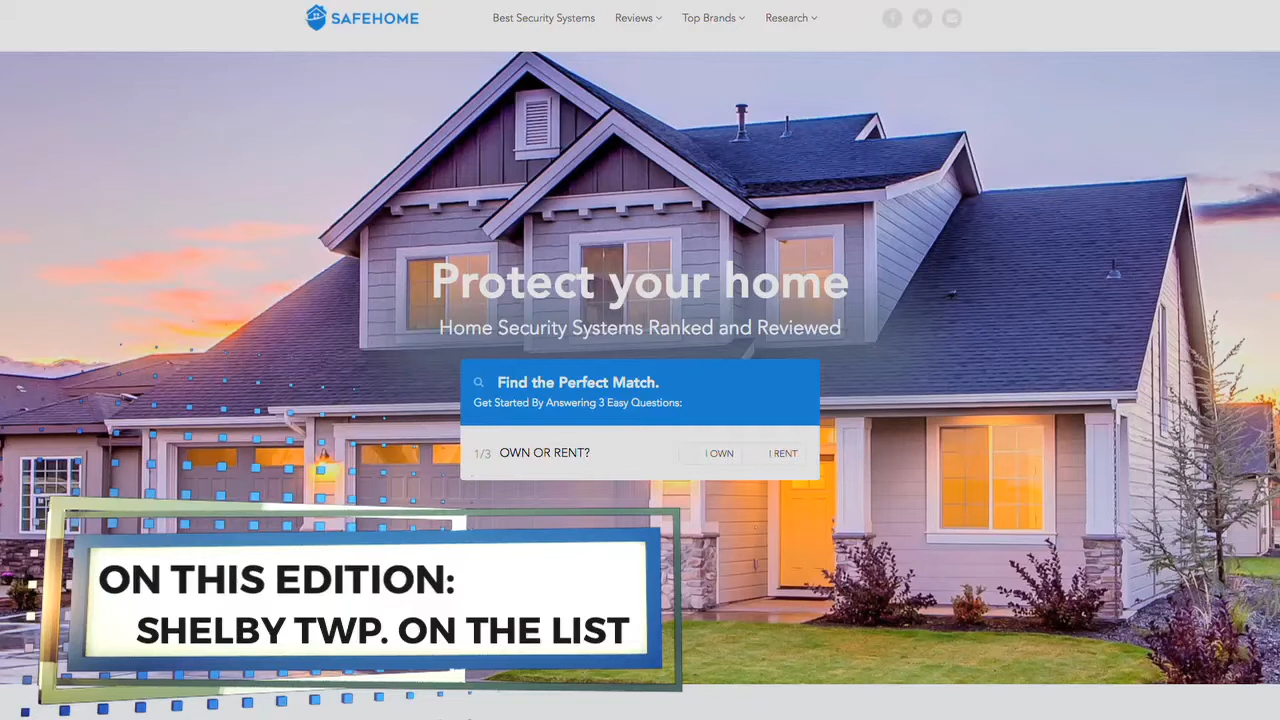 SAFEHOME
Best Security Systems Reviews Top Brands Research
Protect your home
Home Security Systems Ranked and Reviewed
Find the Perfect Match.
Get Started By Answering 3 Easy Questions:
1/3 OWN OR RENT? I OWN I RENT
ON THIS EDITION:
SHELBY TWP. ON THE LIST